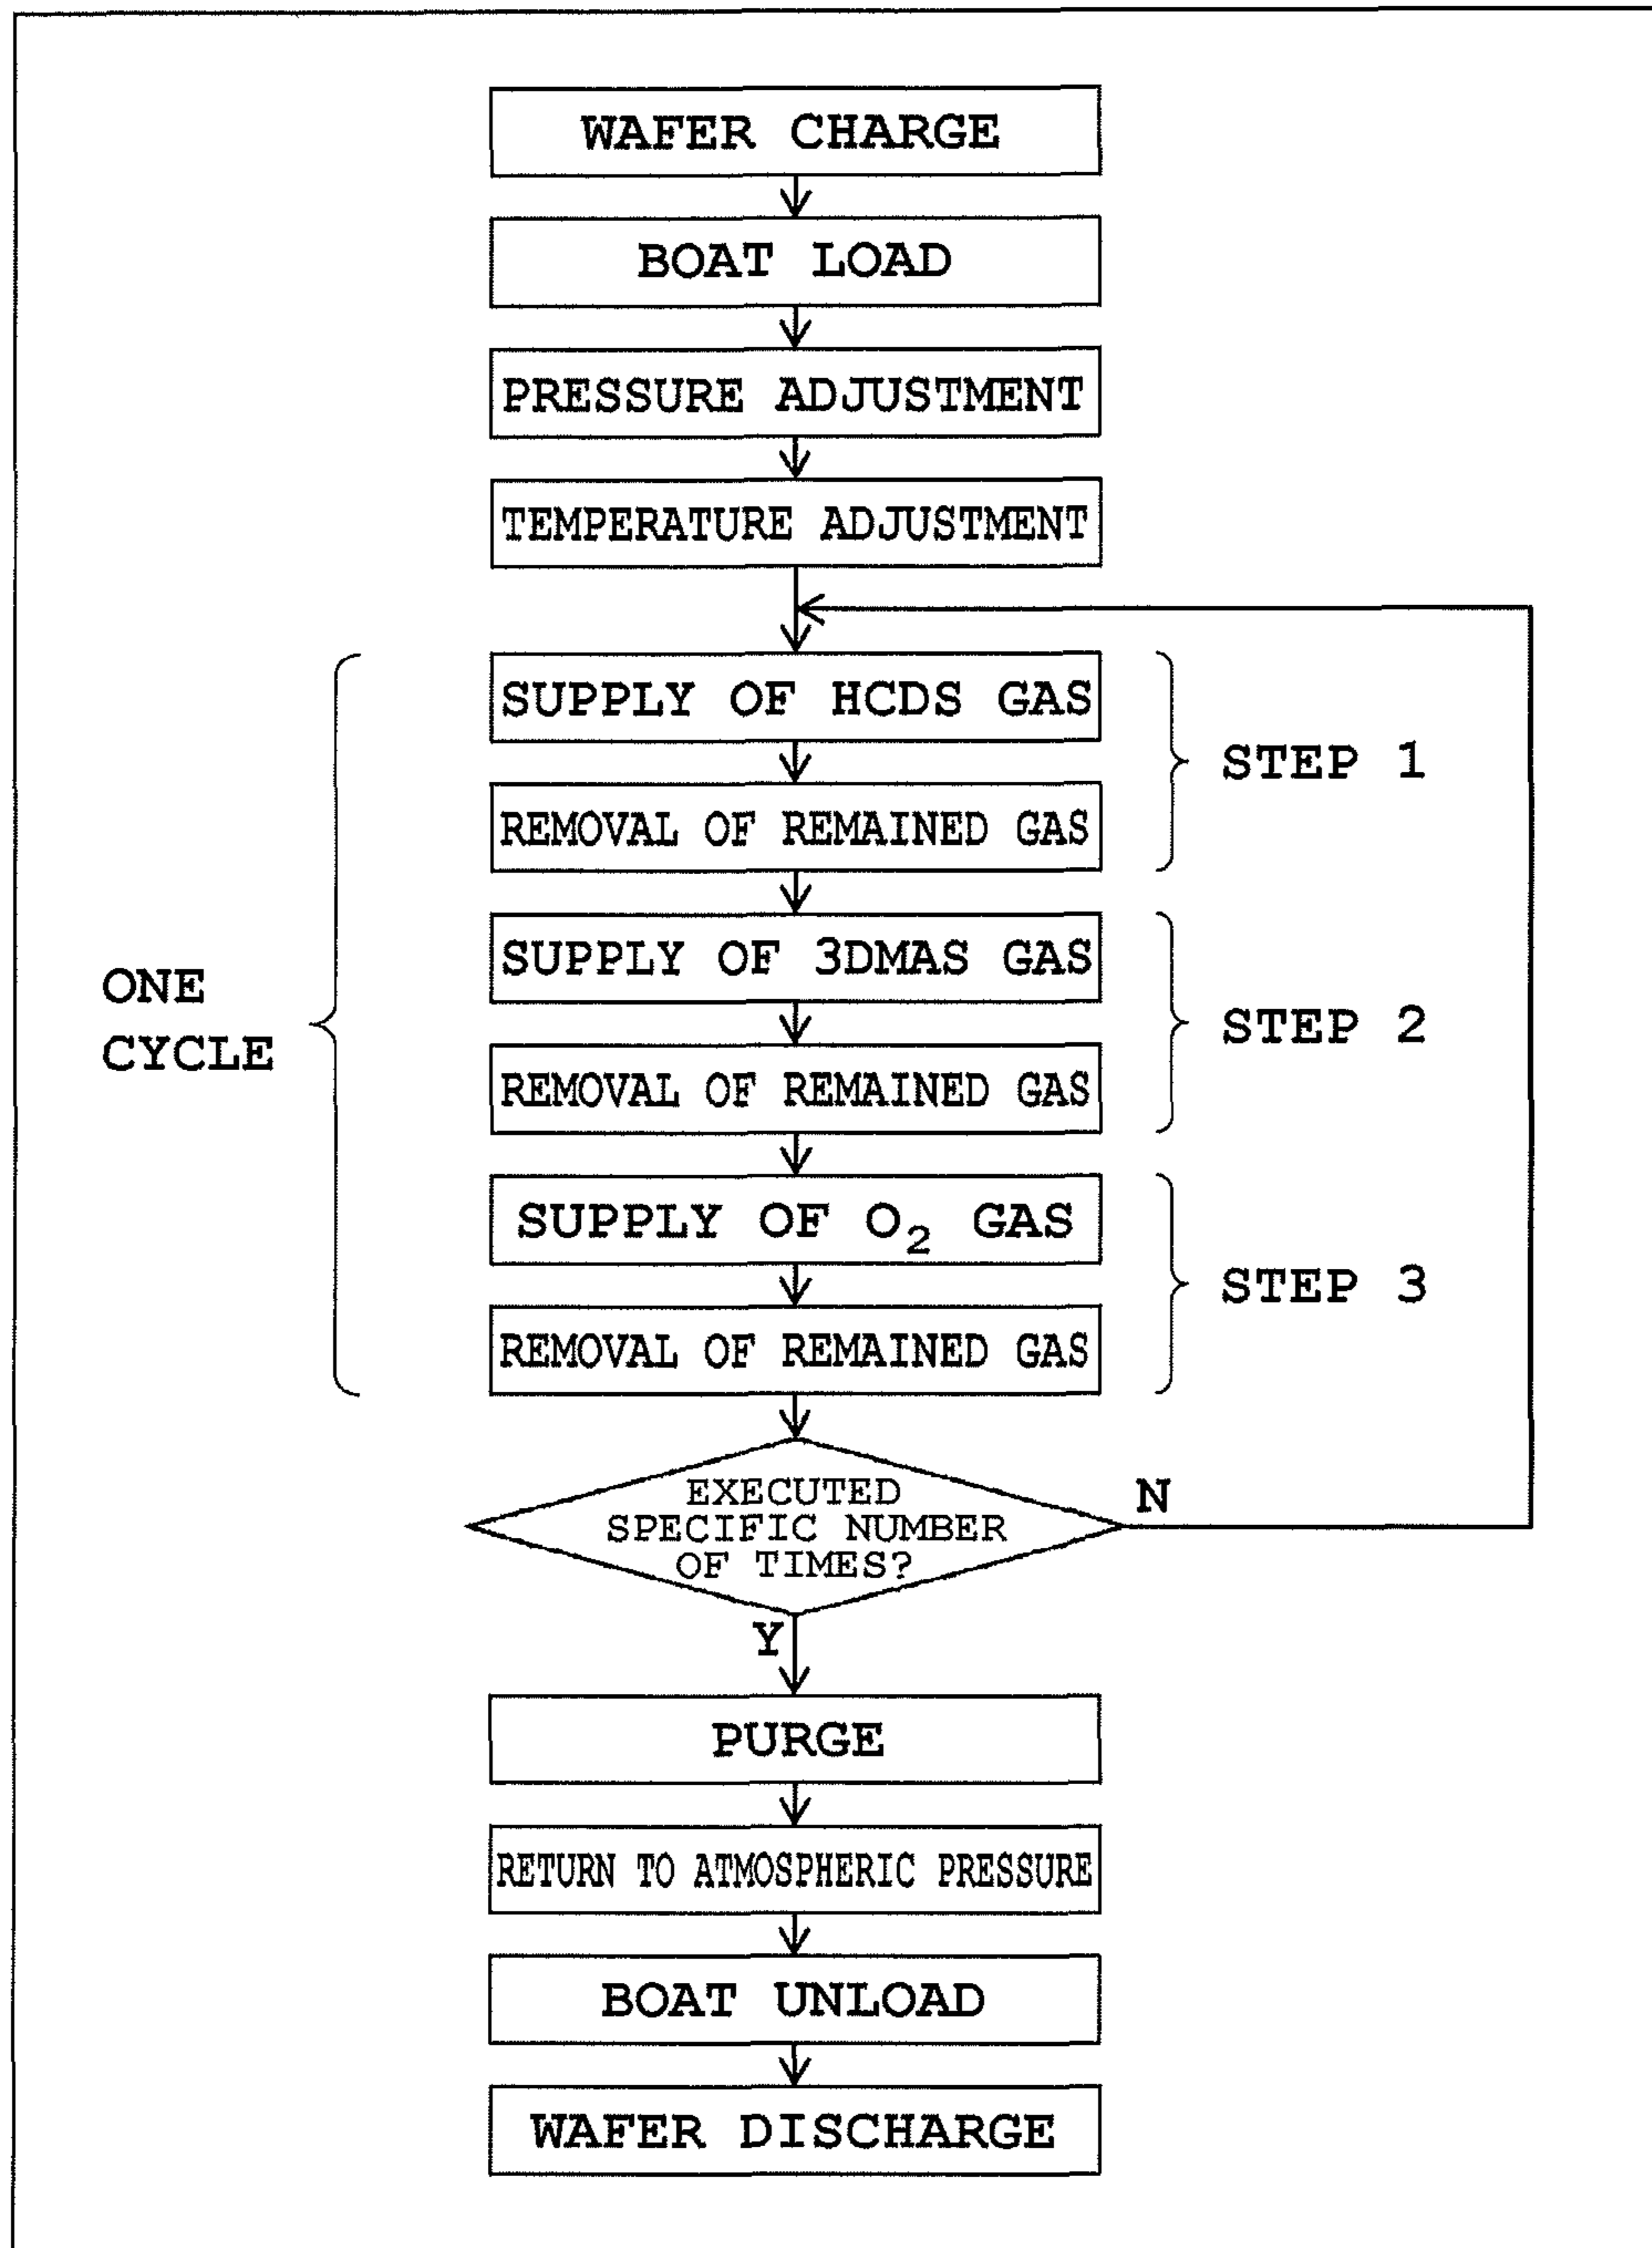 WAFER CHARGE
BOAT LOAD
PRESSURE ADJUSTMENT
TEMPERATURE ADJUSTMENT
SUPPLY OF HCDS GAS
STEP 1
REMOVAL OF REMAINED GAS
SUPPLY OF 3DMAS GAS
ONE
CYCLE
STEP 2
REMOVAL OF REMAINED GAS
SUPPLY OF O₂ GAS
STEP 3
REMOVAL OF REMAINED GAS
EXECUTED
SPECIFIC NUMBER
OF TIMES?
N
Y
PURGE
RETURN TO ATMOSPHERIC PRESSURE
BOAT UNLOAD
WAFER DISCHARGE